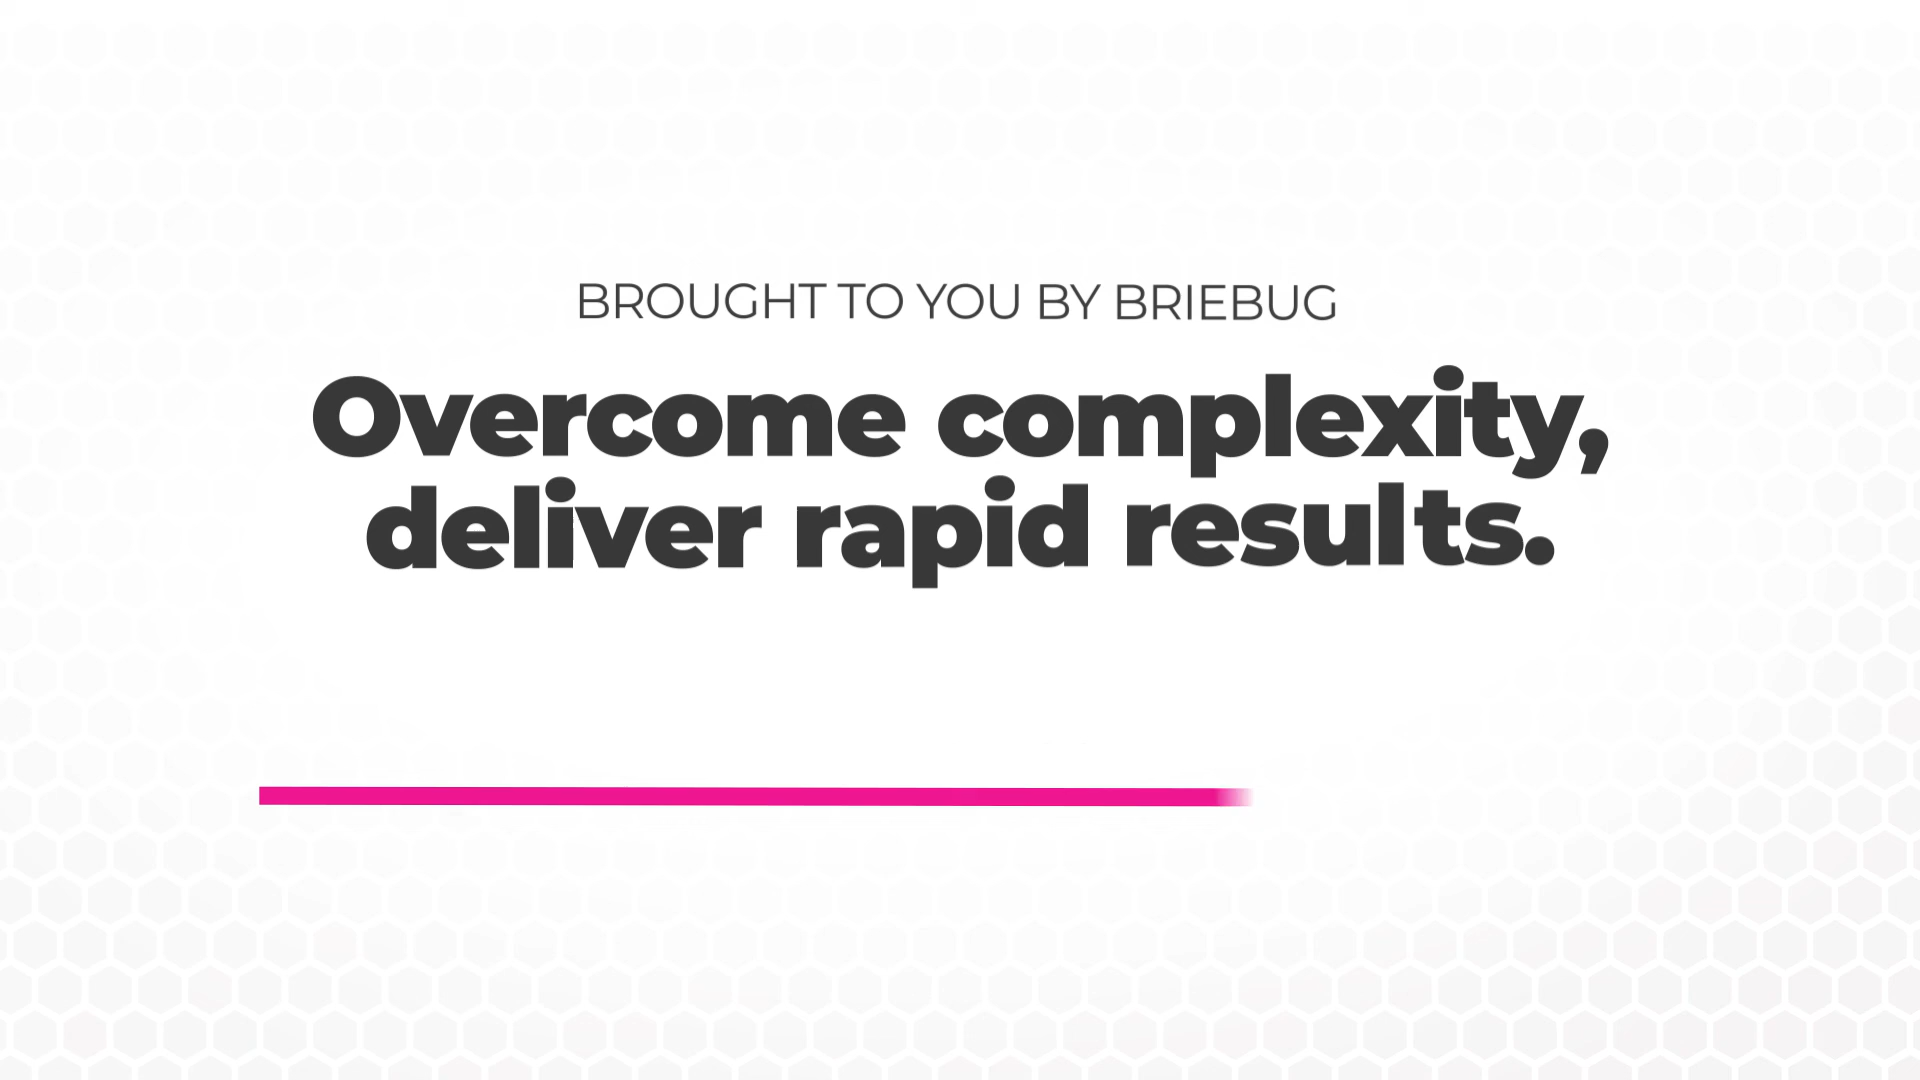 BROUGHT TO YOU BY BRIEBUG
Overcome complexity,
deliver rapid results.